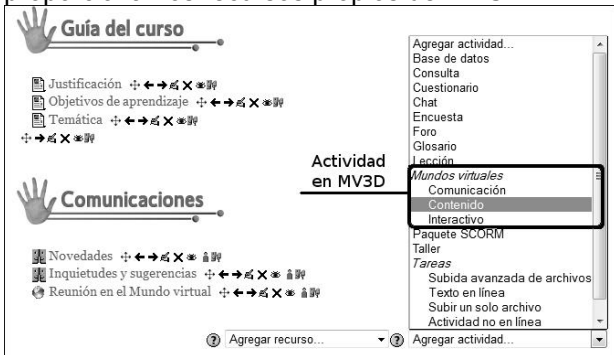 Guía del curso
Justificación
Objetivos de aprendizaje
Temática
Comunicaciones
Novedades
Inquietudes y sugerencias
Reunión en el Mundo virtual
Actividad
en MV3D
Agregar actividad...
Base de datos
Consulta
Cuestionario
Chat
Encuesta
Foro
Glosario
Lección
Mundos virtuales
Comunicación
Contenido
Interactivo
Paquete SCORM
Taller
Tareas
Subida avanzada de archivos
Texto en línea
Subir un solo archivo
Actividad no en línea
Agregar recurso...
Agregar actividad...